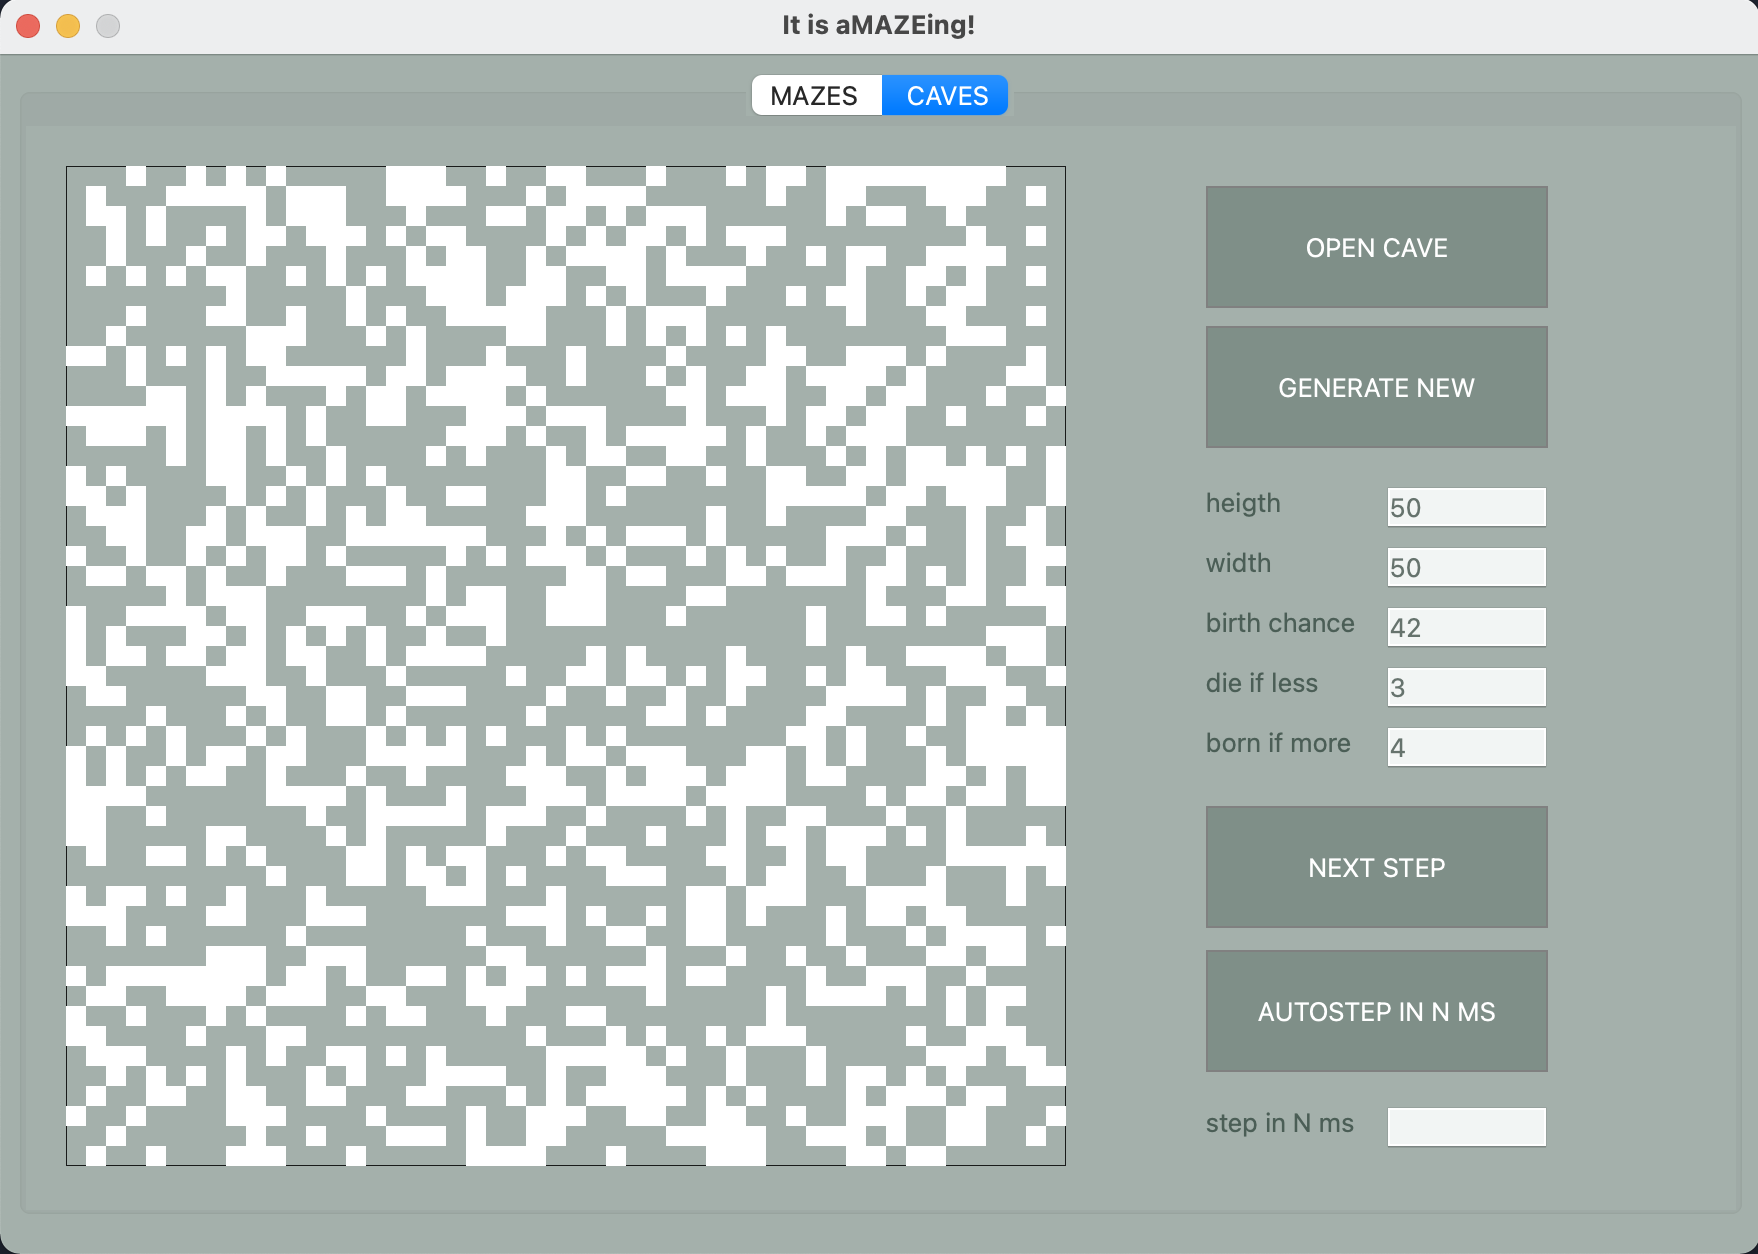 It is aMAZEing!
MAZES
CAVES
OPEN CAVE
GENERATE NEW
heigth
50
width
50
birth chance
42
die if less
3
born if more
4
NEXT STEP
AUTOSTEP IN N MS
step in N ms